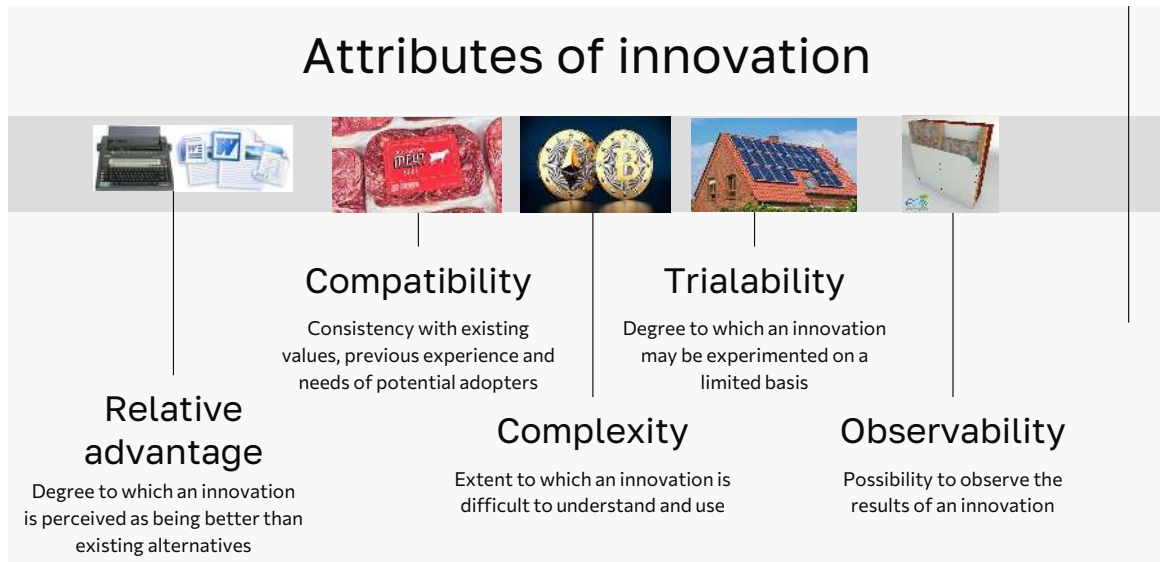 Attributes of innovation
MEAT
BEEF
Compatibility
Consistency with existing
values, previous experience and
needs of potential adopters
Trialability
Degree to which an innovation
may be experimented on a
limited basis
Relative
advantage
Degree to which an innovation
is perceived as being better than
existing alternatives
Complexity
Extent to which an innovation is
difficult to understand and use
Observability
Possibility to observe the
results of an innovation